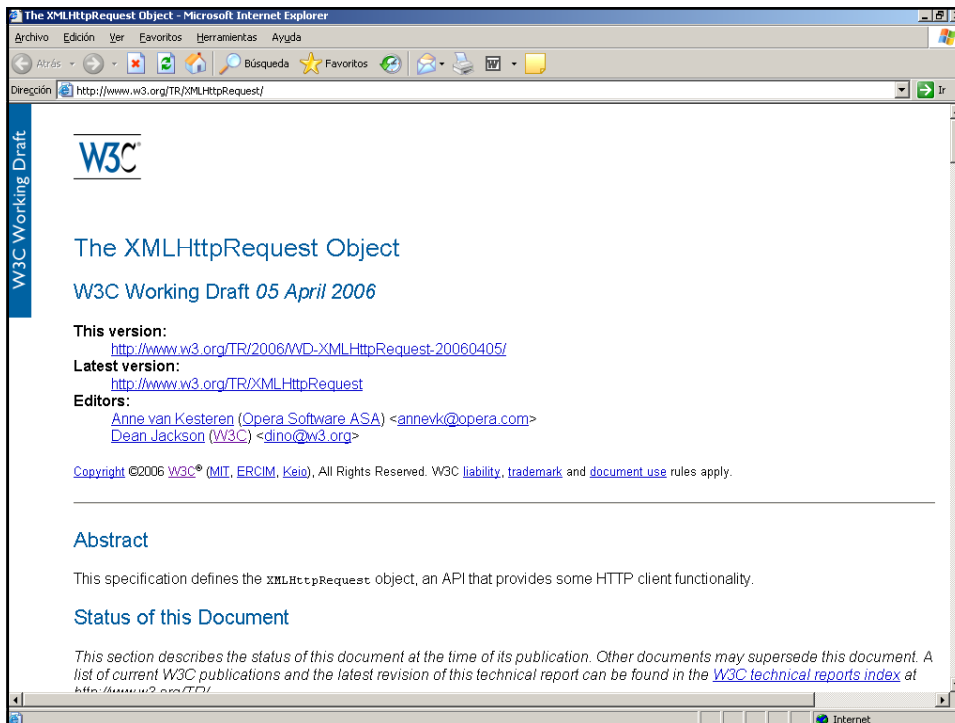 The XMLHttpRequest Object - Microsoft Internet Explorer
Archivo Edición Ver Favoritos Herramientas Ayuda
Atrás Búsqueda Favoritos
Dirección http://www.w3.org/TR/XMLHttpRequest/ Ir
W3C Working Draft
W3C®
The XMLHttpRequest Object
W3C Working Draft 05 April 2006
This version:
http://www.w3.org/TR/2006/WD-XMLHttpRequest-20060405/
Latest version:
http://www.w3.org/TR/XMLHttpRequest
Editors:
Anne van Kesteren (Opera Software ASA) <annevk@opera.com>
Dean Jackson (W3C) <dino@w3.org>
Copyright ©2006 W3C® (MIT, ERCIM, Keio), All Rights Reserved. W3C liability, trademark and document use rules apply.
Abstract
This specification defines the XMLHttpRequest object, an API that provides some HTTP client functionality.
Status of this Document
This section describes the status of this document at the time of its publication. Other documents may supersede this document. A
list of current W3C publications and the latest revision of this technical report can be found in the W3C technical reports index at
http://www.w3.org/TR/.
Internet